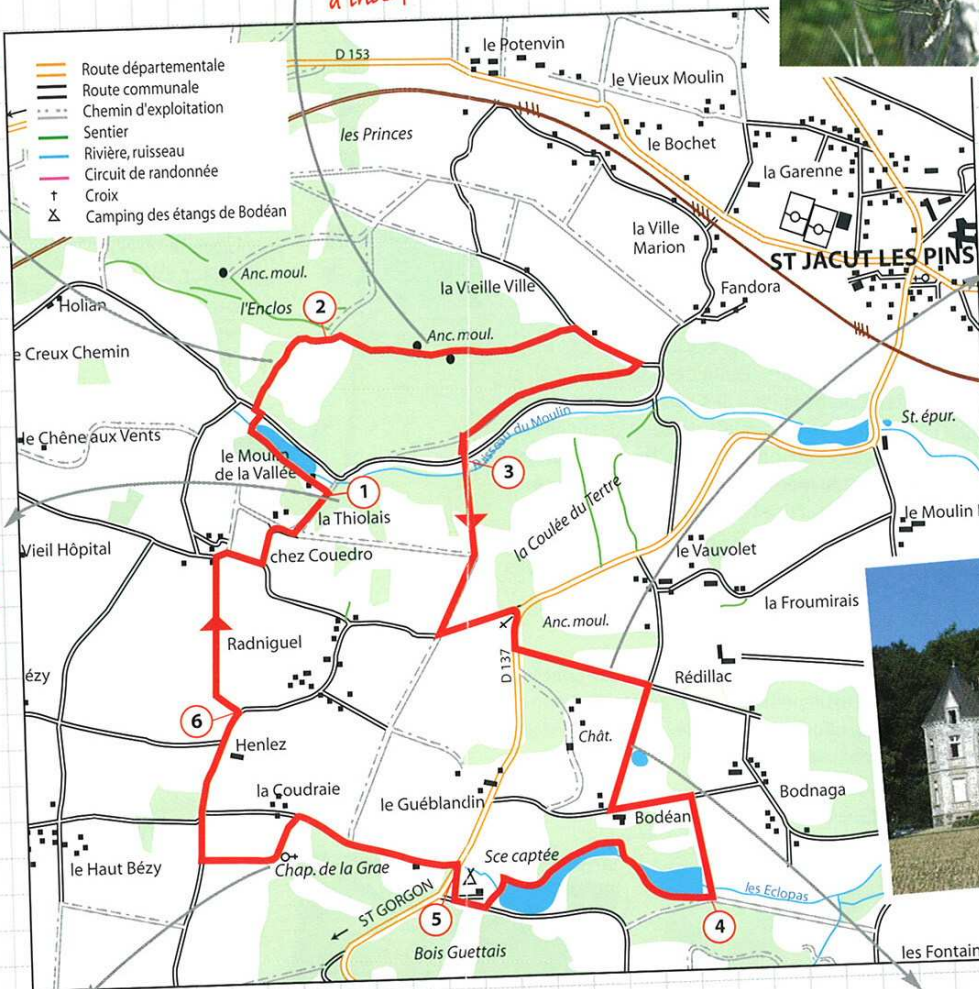 D 153
le Potenvin
Route départementale
Route communale
Chemin d'exploitation
Sentier
Rivière, ruisseau
Circuit de randonnée
Croix
Camping des étangs de Bodéan
les Princes
le Vieux Moulin
le Bochet
la Garenne
la Ville
Marion
ST JACUT LES PINS
Fandora
Anc. moul.
l'Enclos
la Vieille Ville
2
Anc. moul.
Holian
e Creux Chemin
le Chêne aux Vents
le Moulin
de la Vallée
Ruisseau du Moulin
St. épur.
3
1
la Thiolais
la Coulée du Tertre
le Moulin
Vieil Hôpital
chez Couedro
le Vauvolet
la Froumirais
Anc. moul.
Radniguel
D 137
Rédillac
ézy
6
Henlez
Chât.
la Coudraie
le Guéblandin
Bodéan
Bodnaga
le Haut Bézy
Chap. de la Grae
Sce captée
les Eclopas
ST GORGON
5
4
Bois Guettais
les Fontain